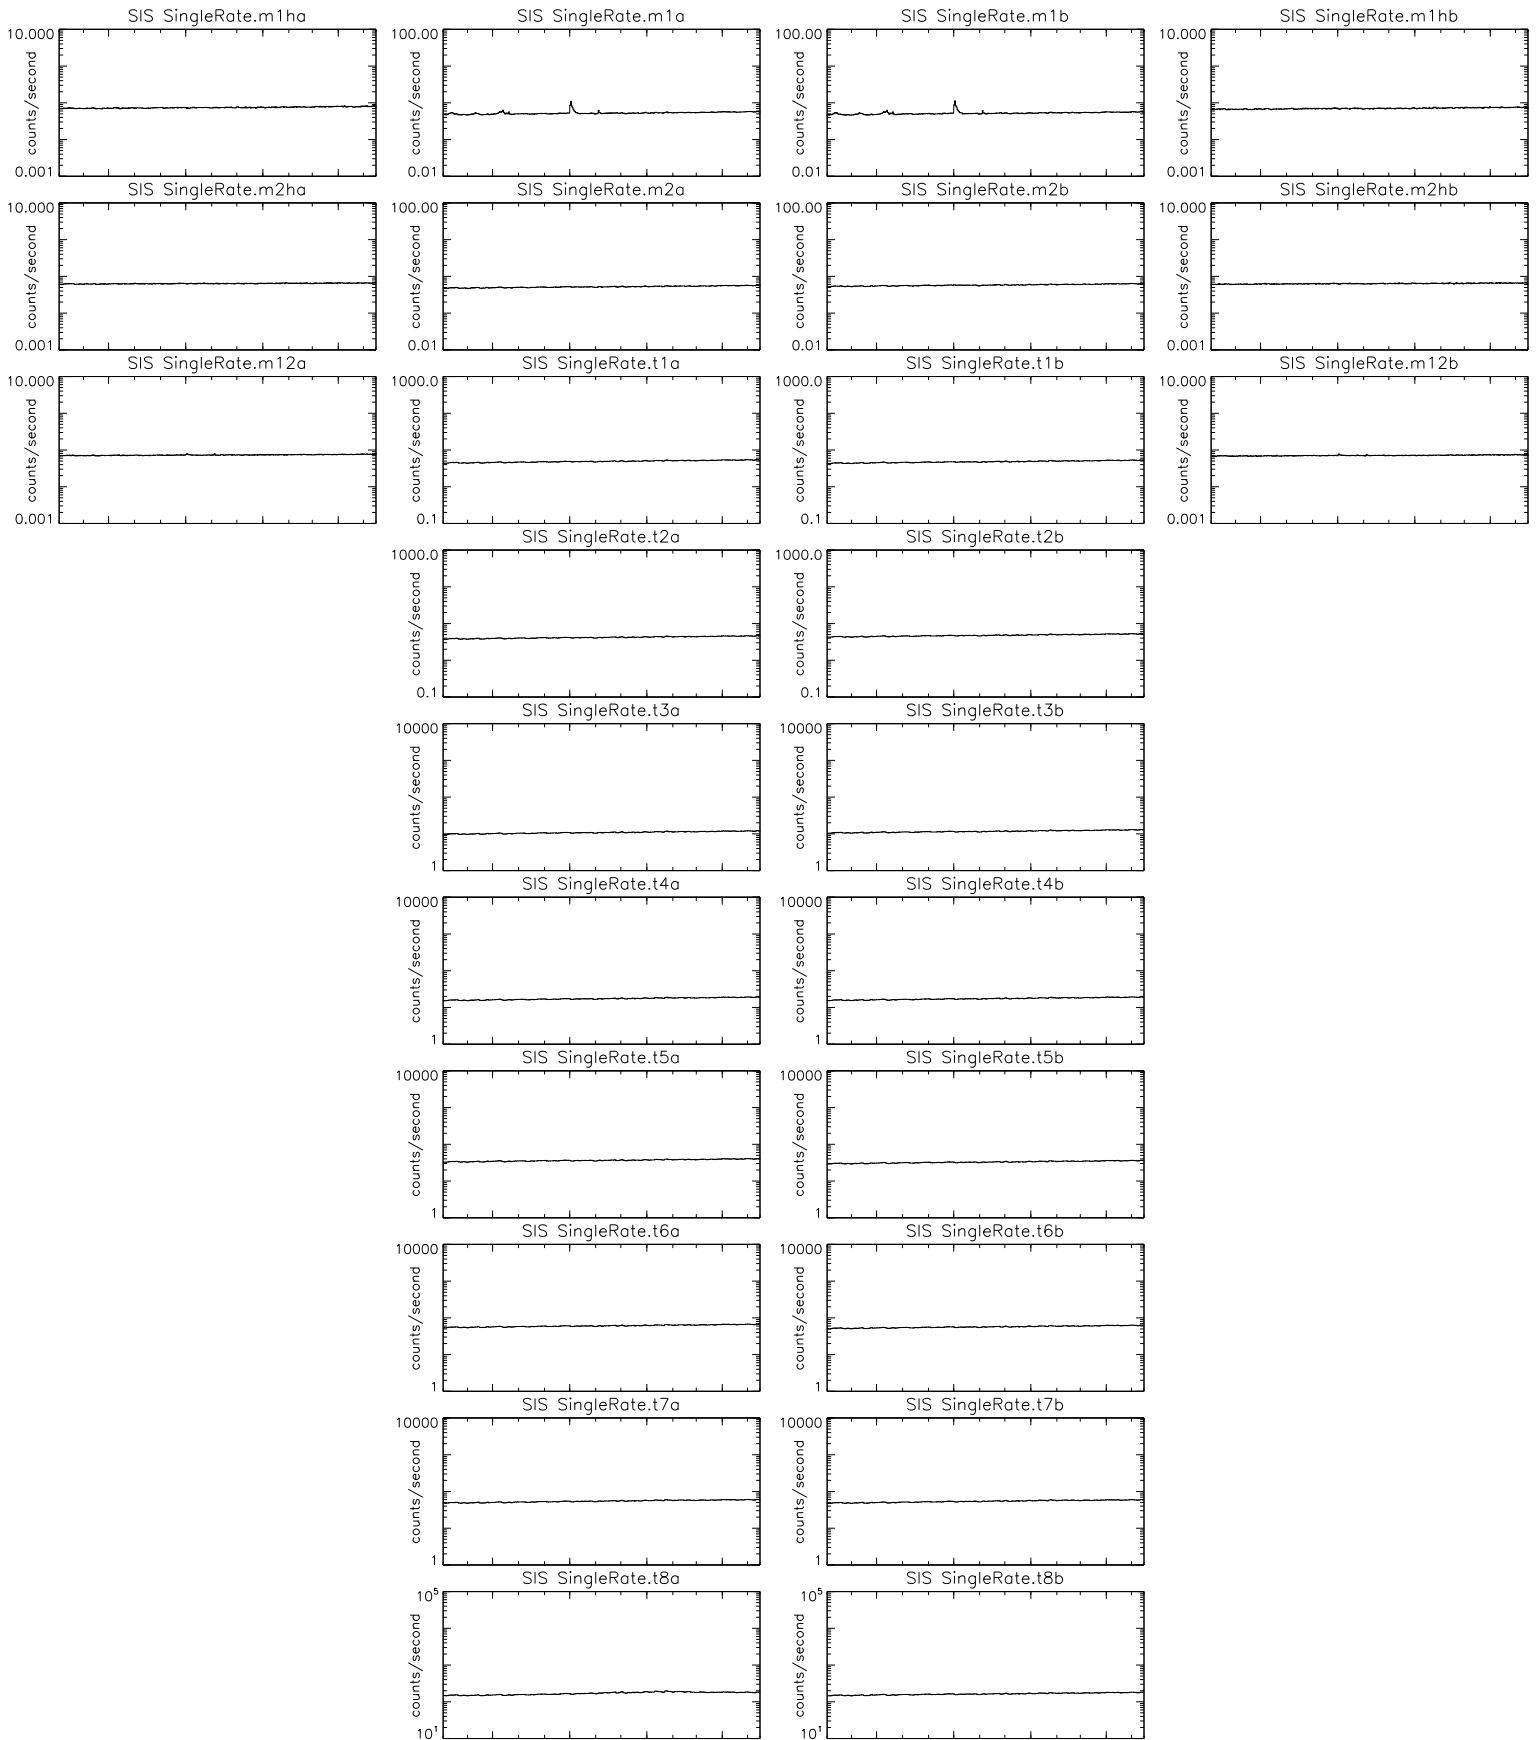 SIS SingleRate.m1ha
SIS SingleRate.m1a
SIS SingleRate.m1b
SIS SingleRate.m1hb
10.000
counts/second
0.001
100.00
counts/second
0.01
100.00
counts/second
0.01
10.000
counts/second
0.001
SIS SingleRate.m2ha
SIS SingleRate.m2a
SIS SingleRate.m2b
SIS SingleRate.m2hb
10.000
counts/second
0.001
100.00
counts/second
0.01
100.00
counts/second
0.01
10.000
counts/second
0.001
SIS SingleRate.m12a
SIS SingleRate.t1a
SIS SingleRate.t1b
SIS SingleRate.m12b
10.000
counts/second
0.001
1000.0
counts/second
0.1
1000.0
counts/second
0.1
10.000
counts/second
0.001
SIS SingleRate.t2a
SIS SingleRate.t2b
1000.0
counts/second
0.1
1000.0
counts/second
0.1
SIS SingleRate.t3a
SIS SingleRate.t3b
10000
counts/second
1
10000
counts/second
1
SIS SingleRate.t4a
SIS SingleRate.t4b
10000
counts/second
1
10000
counts/second
1
SIS SingleRate.t5a
SIS SingleRate.t5b
10000
counts/second
1
10000
counts/second
1
SIS SingleRate.t6a
SIS SingleRate.t6b
10000
counts/second
1
10000
counts/second
1
SIS SingleRate.t7a
SIS SingleRate.t7b
10000
counts/second
1
10000
counts/second
1
SIS SingleRate.t8a
SIS SingleRate.t8b
10⁵
counts/second
10¹
10⁵
counts/second
10¹